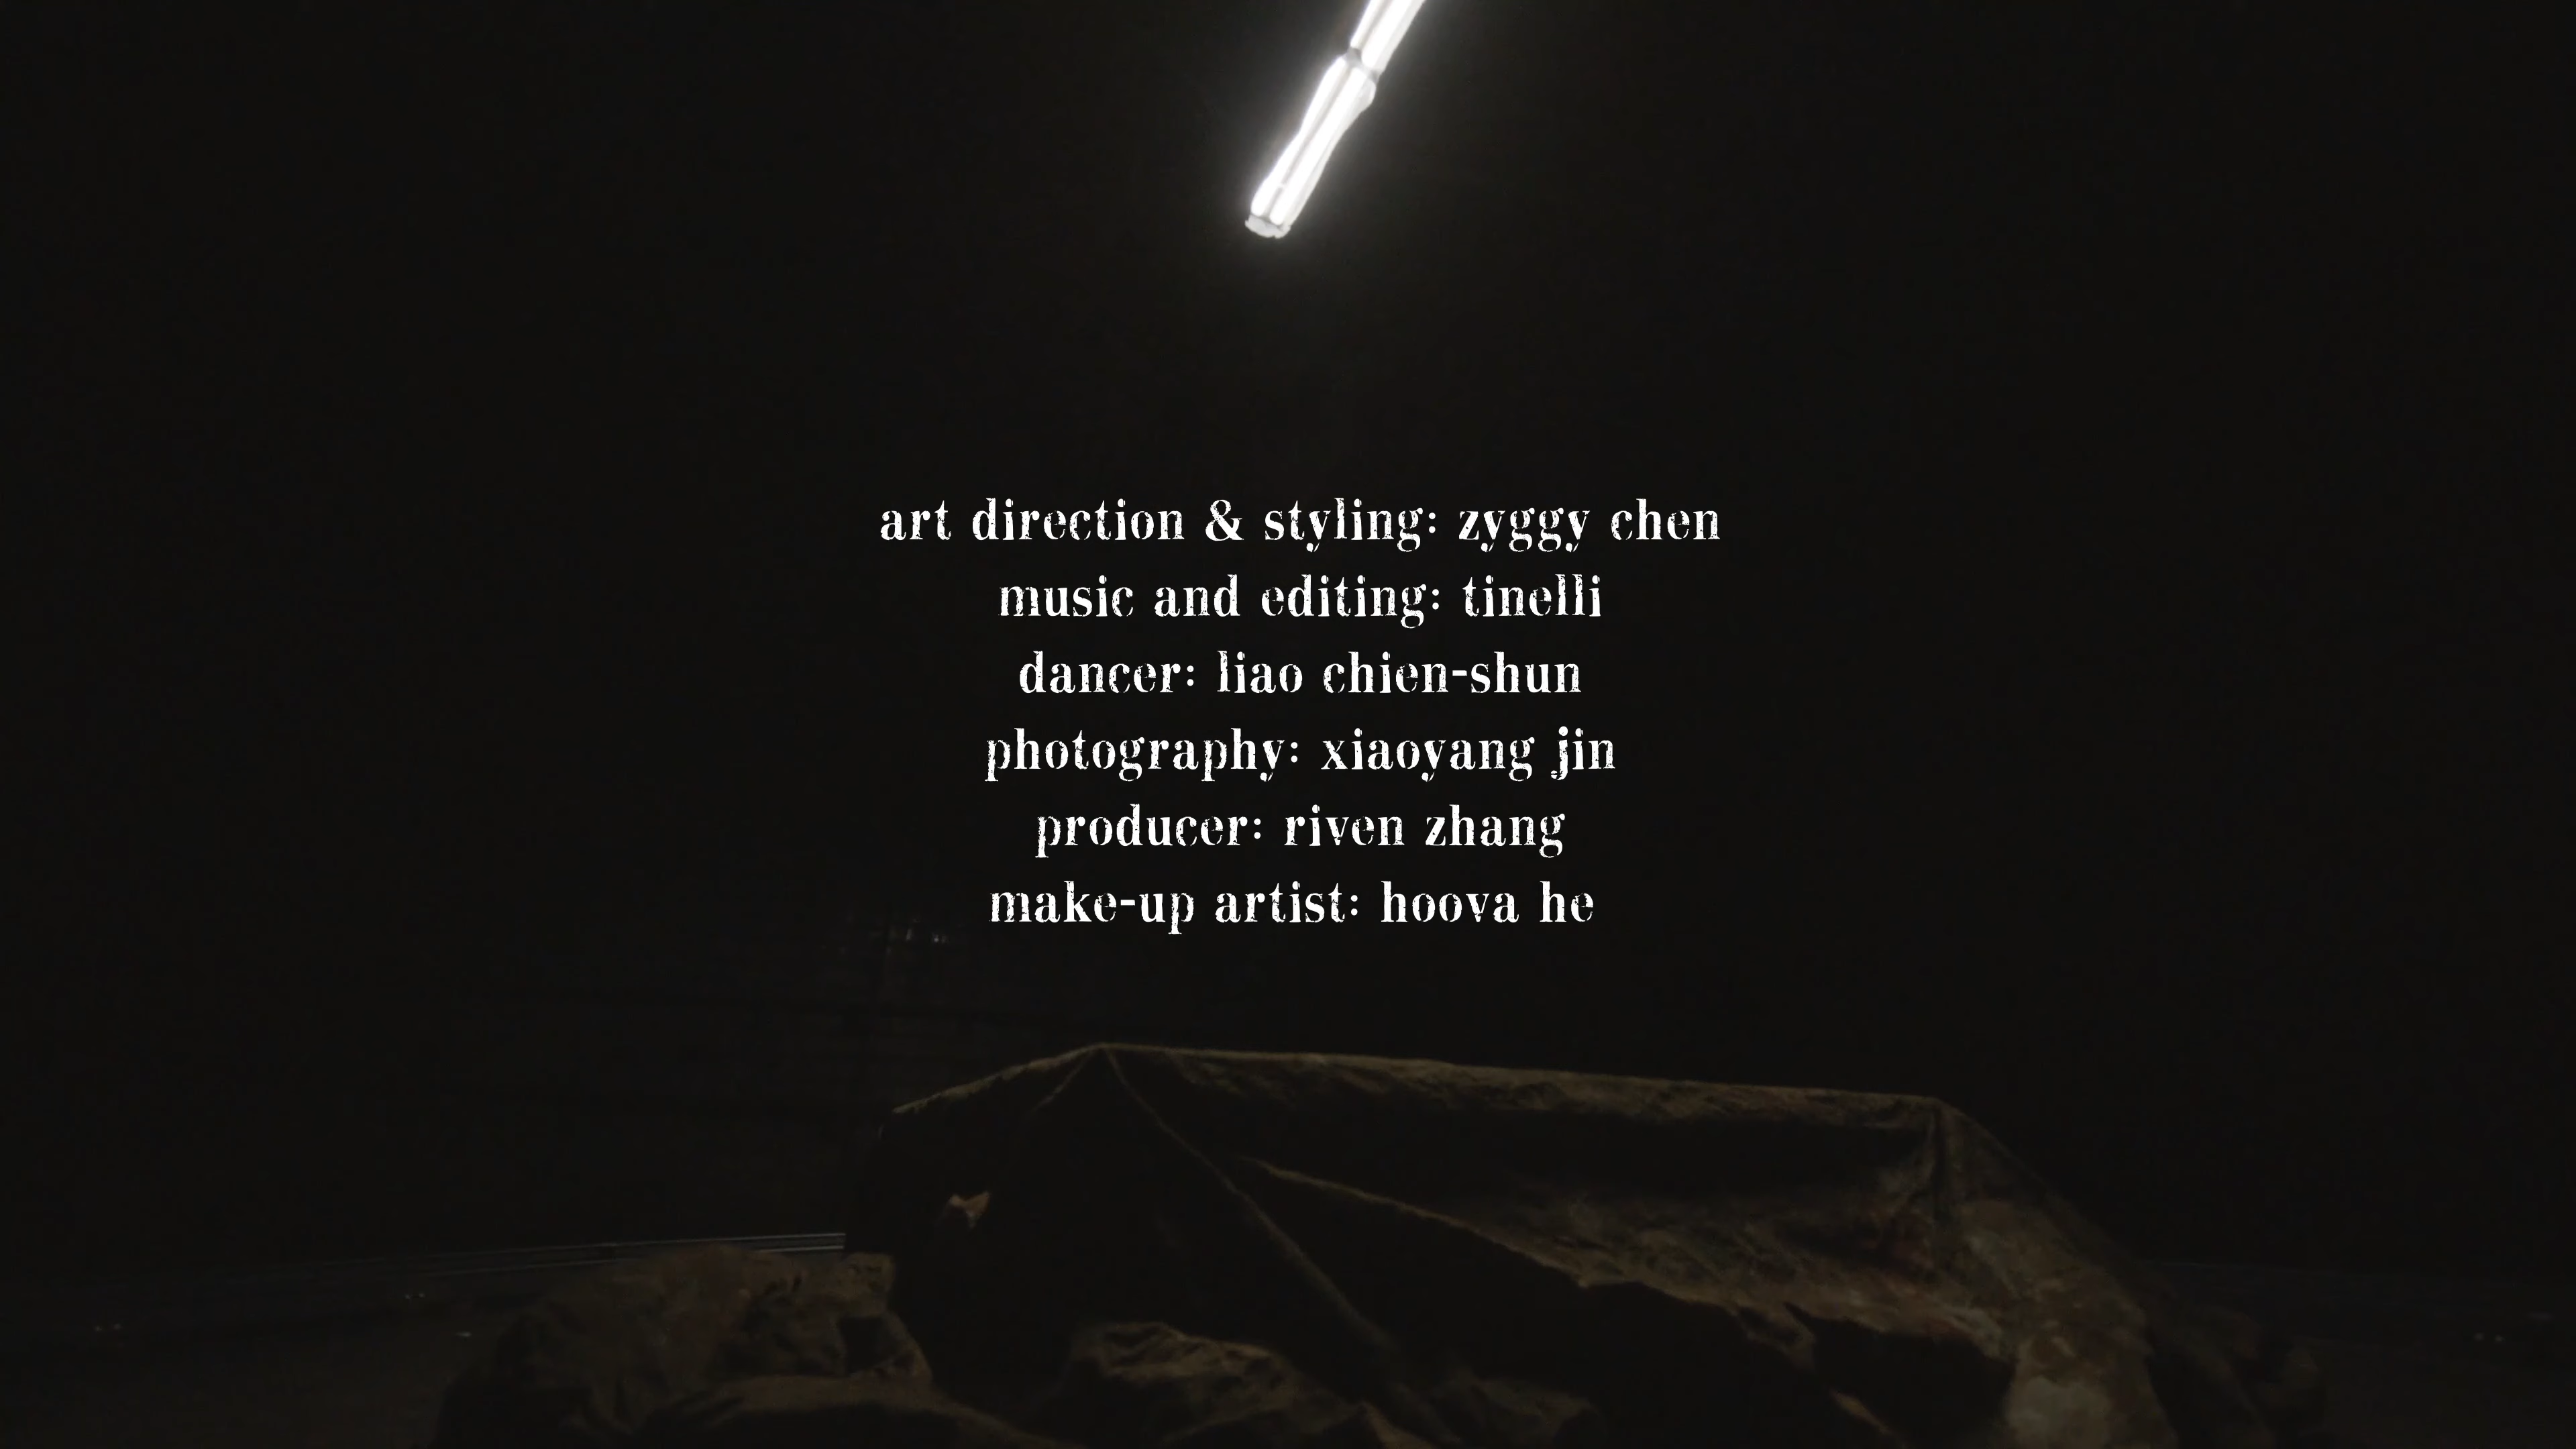 art direction & styling: zyggy chen
music and editing: tinelli
dancer: liao chien-shun
photography: xiaoyang jin
producer: riven zhang
make-up artist: hoova he